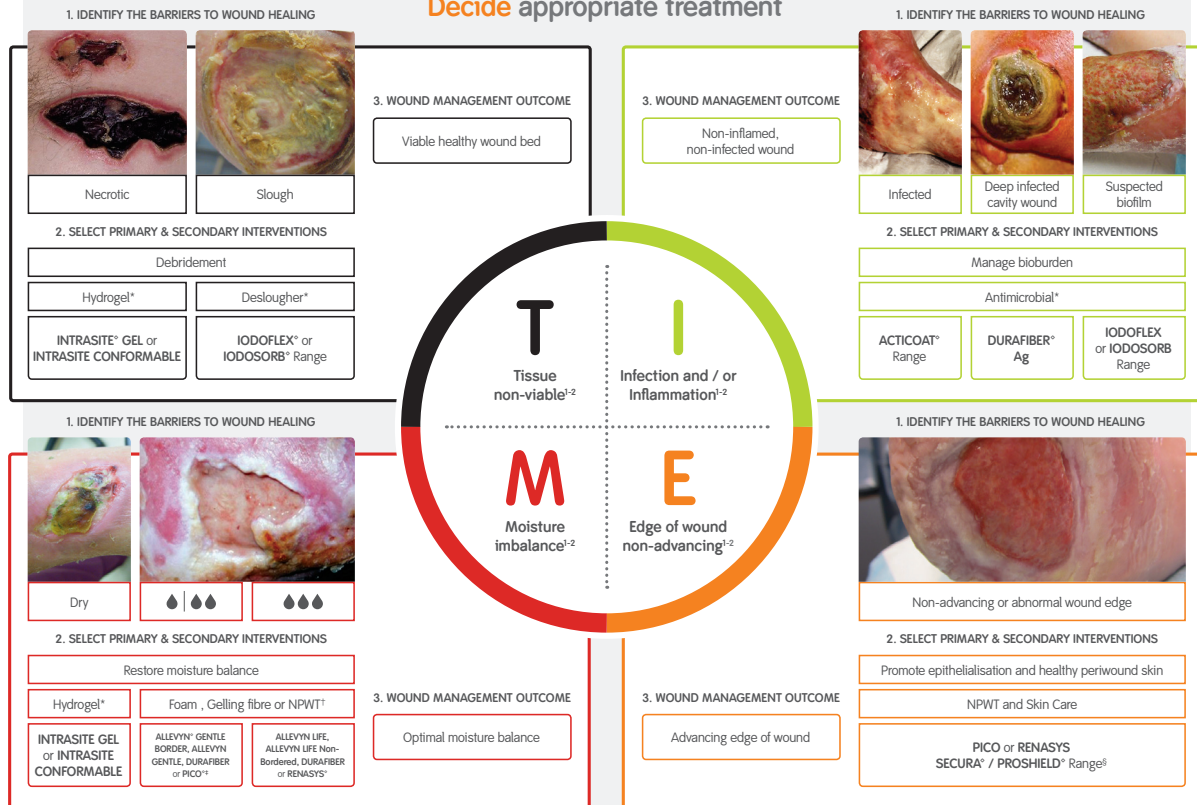 Decide appropriate treatment
1. IDENTIFY THE BARRIERS TO WOUND HEALING
Necrotic
Slough
2. SELECT PRIMARY & SECONDARY INTERVENTIONS
Debridement
Hydrogel*
Deslougher*
INTRASITE° GEL or
INTRASITE CONFORMABLE
IODOFLEX° or
IODOSORB° Range
3. WOUND MANAGEMENT OUTCOME
Viable healthy wound bed
3. WOUND MANAGEMENT OUTCOME
Non-inflamed,
non-infected wound
1. IDENTIFY THE BARRIERS TO WOUND HEALING
Infected
Deep infected
cavity wound
Suspected
biofilm
2. SELECT PRIMARY & SECONDARY INTERVENTIONS
Manage bioburden
Antimicrobial*
ACTICOAT°
Range
DURAFIBER°
Ag
IODOFLEX
or IODOSORB
Range
T
Tissue
non-viable¹-²
I
Infection and / or
Inflammation¹-²
M
Moisture
imbalance¹-²
E
Edge of wound
non-advancing¹-²
1. IDENTIFY THE BARRIERS TO WOUND HEALING
Dry
2. SELECT PRIMARY & SECONDARY INTERVENTIONS
Restore moisture balance
Hydrogel*
Foam , Gelling fibre or NPWT†
INTRASITE GEL
or INTRASITE
CONFORMABLE
ALLEVYN° GENTLE
BORDER, ALLEVYN
GENTLE, DURAFIBER
or PICO°‡
ALLEVYN LIFE,
ALLEVYN LIFE Non-
Bordered, DURAFIBER
or RENASYS°
3. WOUND MANAGEMENT OUTCOME
Optimal moisture balance
3. WOUND MANAGEMENT OUTCOME
Advancing edge of wound
1. IDENTIFY THE BARRIERS TO WOUND HEALING
Non-advancing or abnormal wound edge
2. SELECT PRIMARY & SECONDARY INTERVENTIONS
Promote epithelialisation and healthy periwound skin
NPWT and Skin Care
PICO or RENASYS
SECURA° / PROSHIELD° Range§